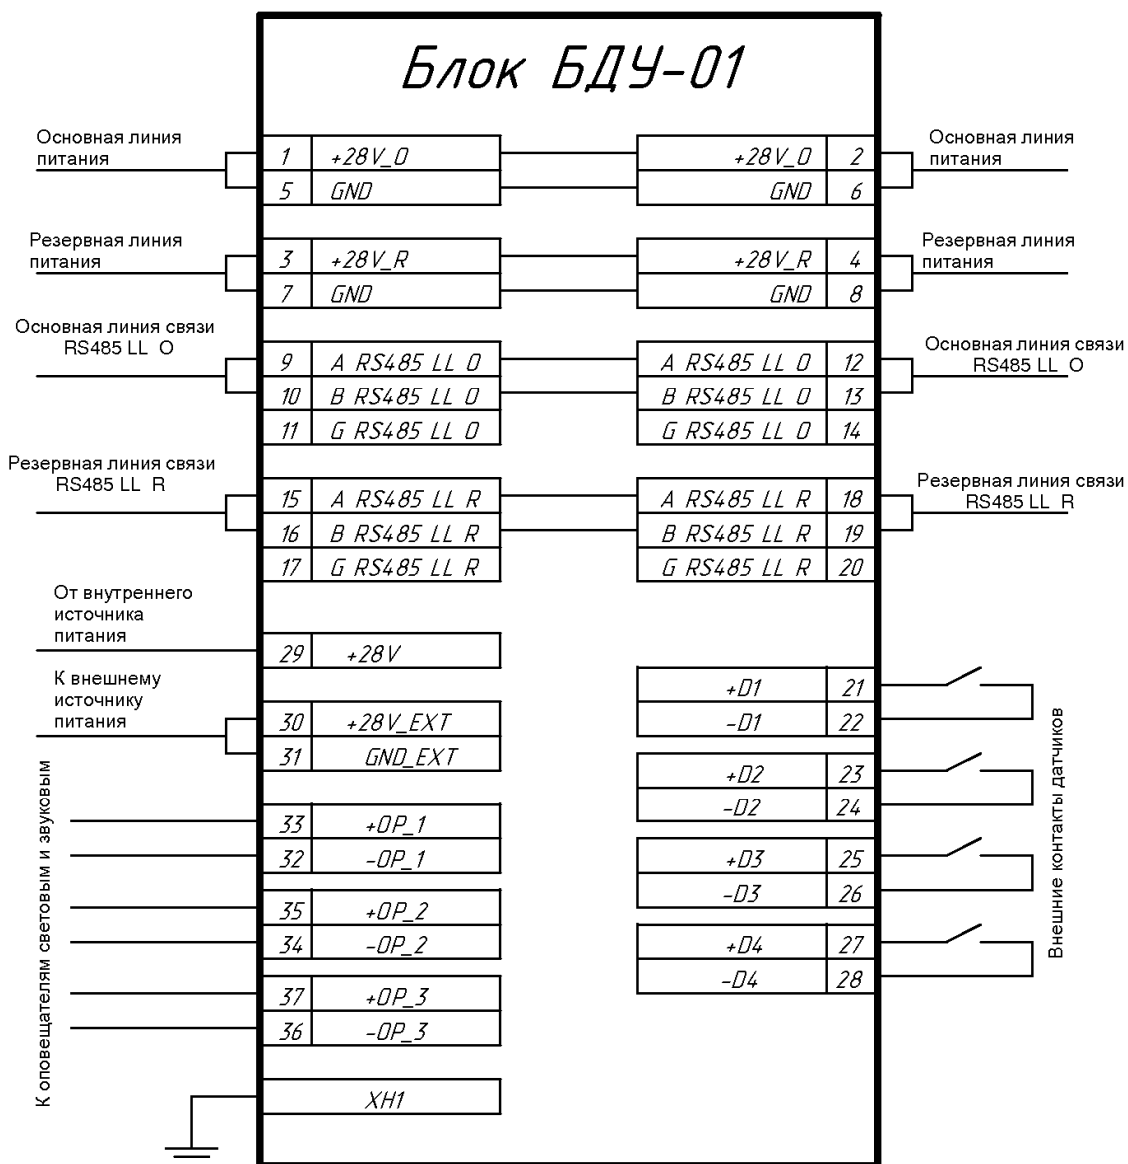 Блок БДУ-01
Основная линия
питания
1 +28V_O
5 GND
+28V_O 2
GND 6
Основная линия
питания
Резервная линия
питания
3 +28V_R
7 GND
+28V_R 4
GND 8
Резервная линия
питания
Основная линия связи
RS485 LL O
9 A RS485 LL O
10 B RS485 LL O
11 G RS485 LL O
A RS485 LL O 12
B RS485 LL O 13
G RS485 LL O 14
Основная линия связи
RS485 LL O
Резервная линия связи
RS485 LL R
15 A RS485 LL R
16 B RS485 LL R
17 G RS485 LL R
A RS485 LL R 18
B RS485 LL R 19
G RS485 LL R 20
Резервная линия связи
RS485 LL R
От внутреннего
источника
питания
29 +28V
К внешнему
источнику
питания
30 +28V_EXT
31 GND_EXT
К оповещателям световым и звуковым
33 +OP_1
32 -OP_1
35 +OP_2
34 -OP_2
37 +OP_3
36 -OP_3
XH1
+D1 21
-D1 22
+D2 23
-D2 24
+D3 25
-D3 26
+D4 27
-D4 28
Внешние контакты датчиков